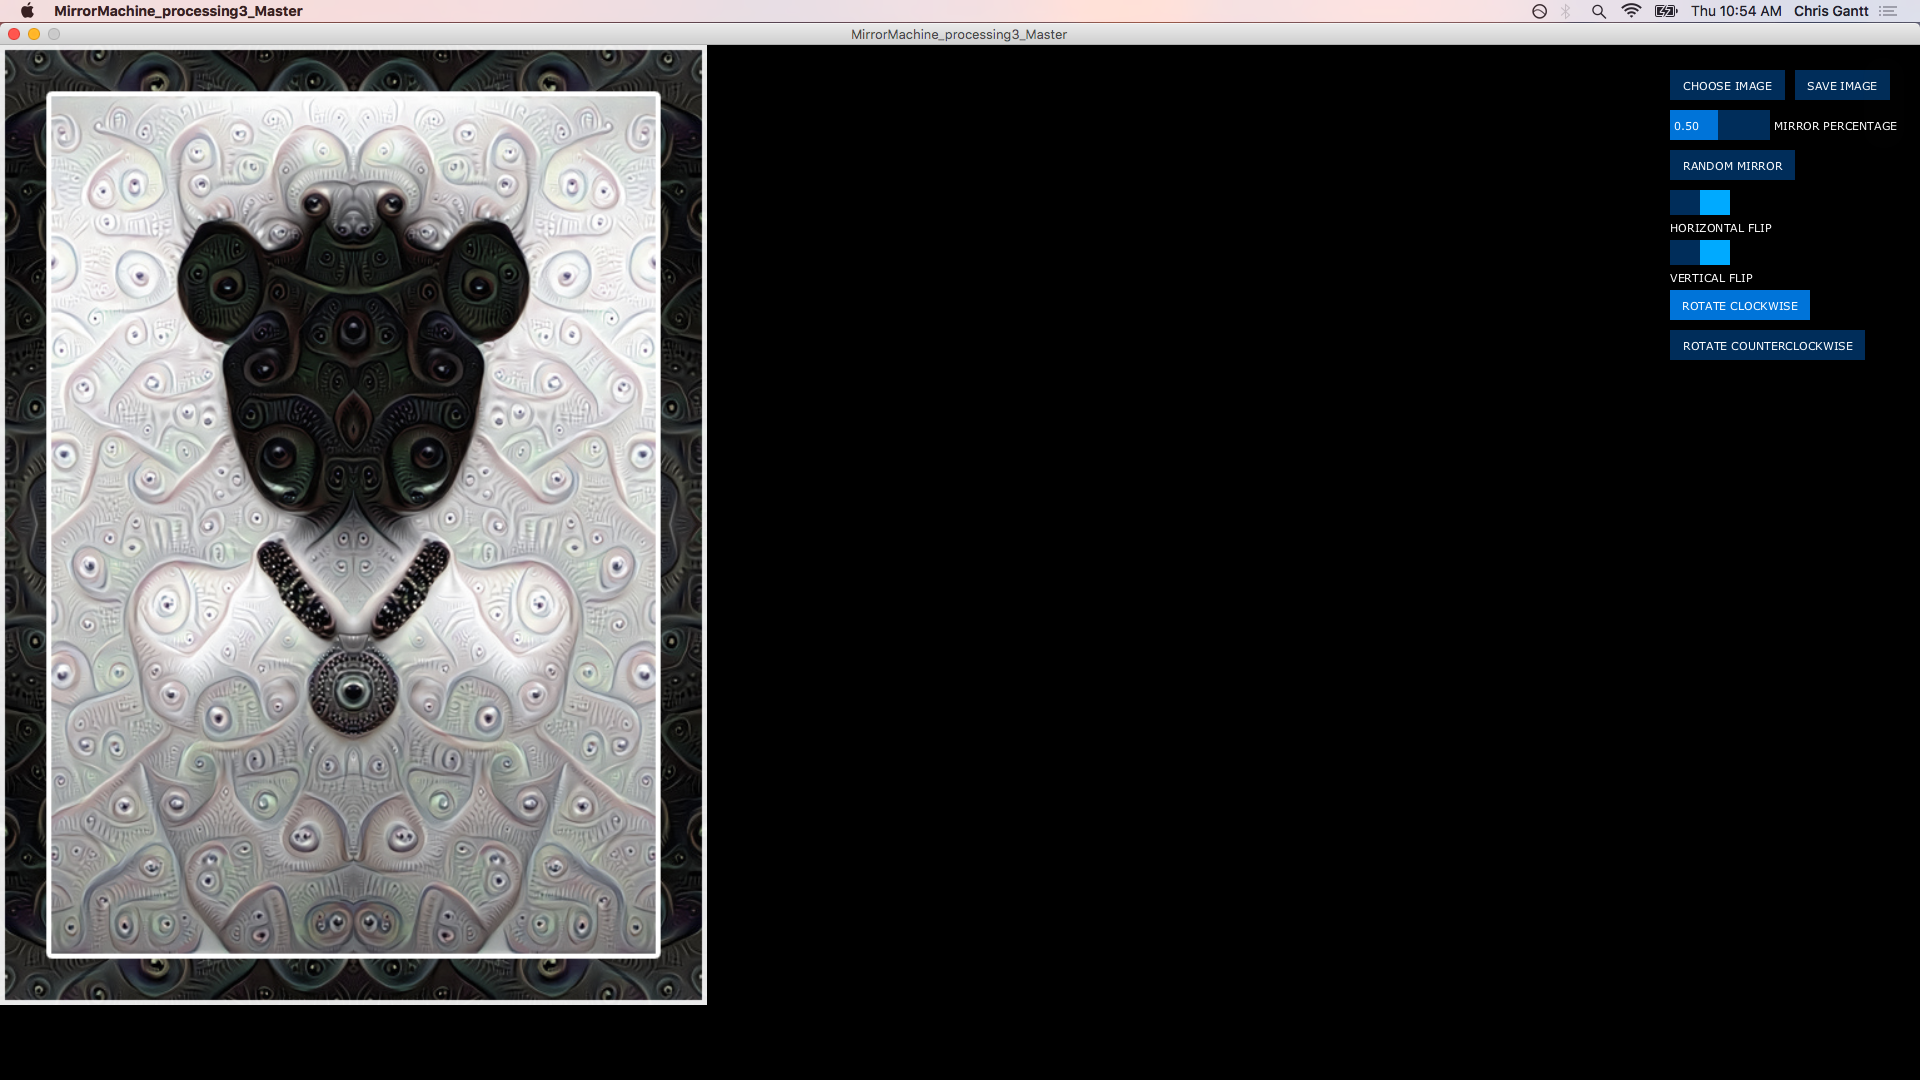 MirrorMachine_processing3_Master
Thu 10:54 AM Chris Gantt
MirrorMachine_processing3_Master
CHOOSE IMAGE SAVE IMAGE
0.50 MIRROR PERCENTAGE
RANDOM MIRROR
HORIZONTAL FLIP
VERTICAL FLIP
ROTATE CLOCKWISE
ROTATE COUNTERCLOCKWISE